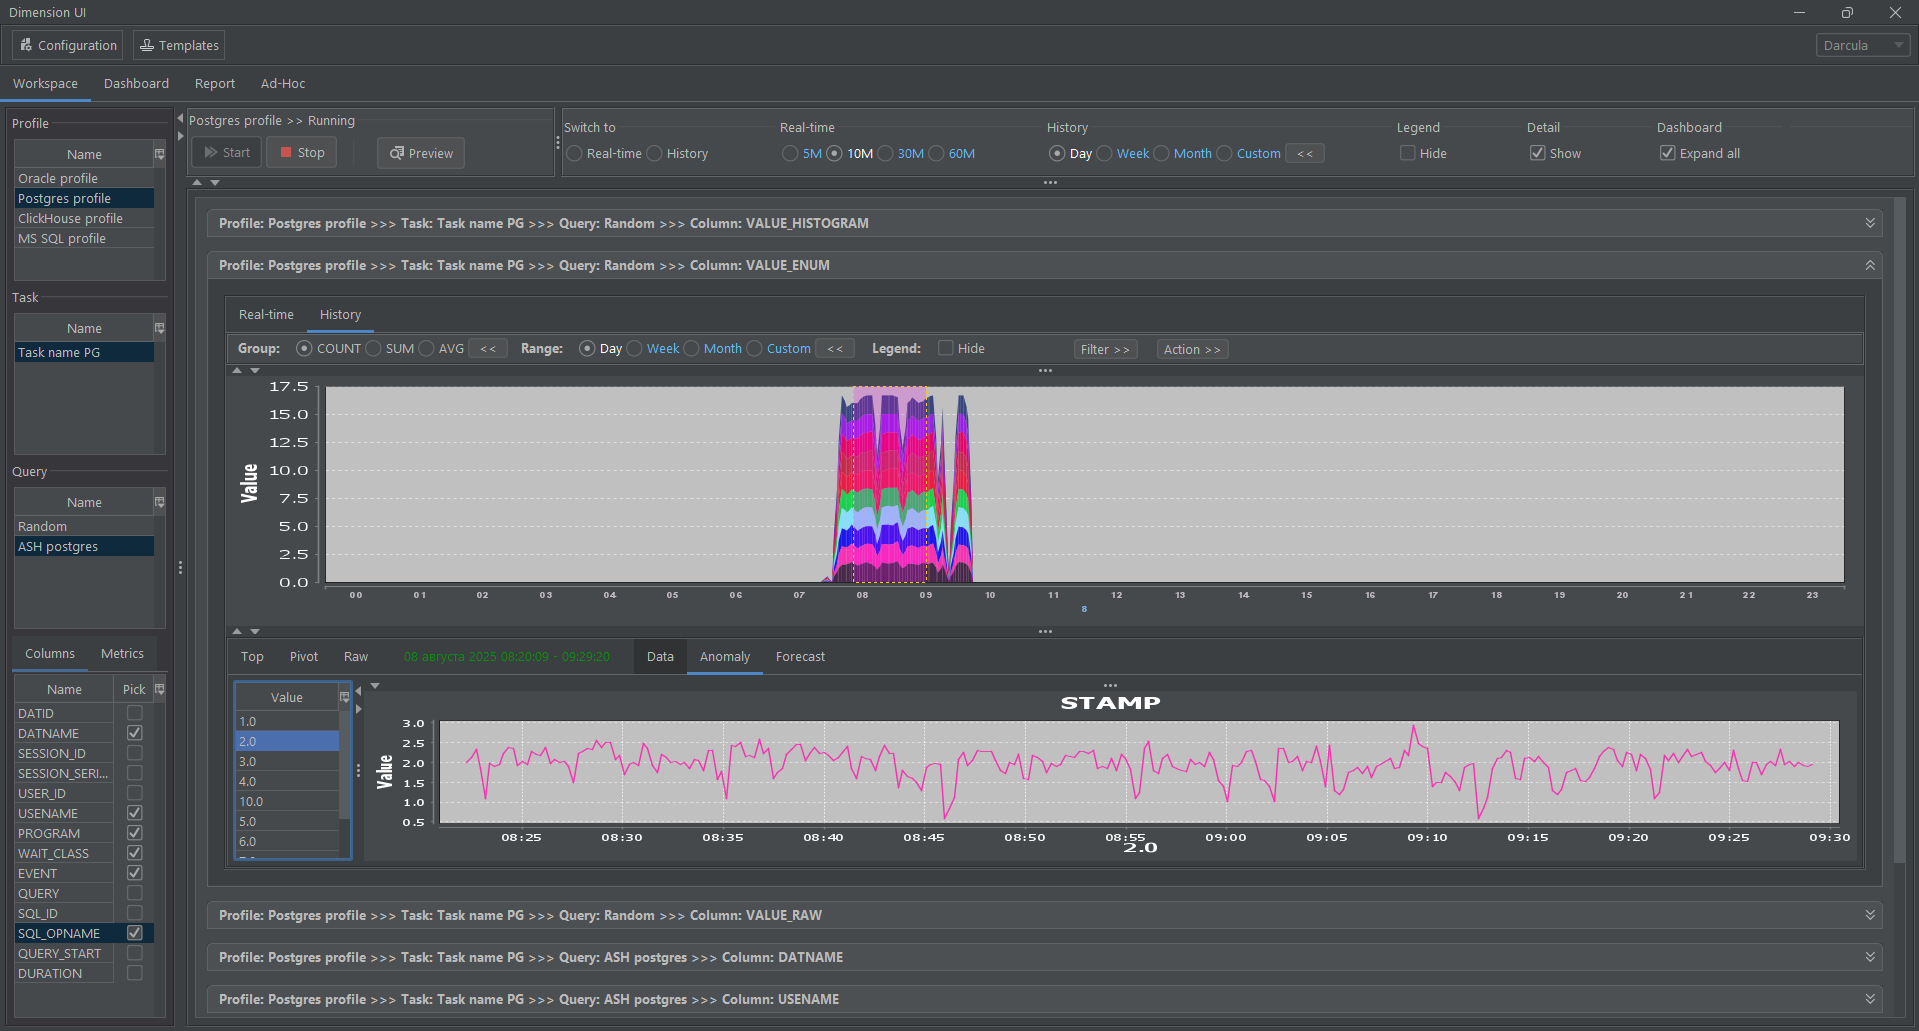 Dimension UI
Configuration Templates Darcula
Workspace Dashboard Report Ad-Hoc
Profile
Name
Oracle profile
Postgres profile
ClickHouse profile
MS SQL profile
Task
Name
Task name PG
Query
Name
Random
ASH postgres
Columns Metrics
Name Pick
DATID
DATNAME
SESSION_ID
SESSION_SERI...
USER_ID
USENAME
PROGRAM
WAIT_CLASS
EVENT
QUERY
SQL_ID
SQL_OPNAME
QUERY_START
DURATION
Postgres profile >> Running
Start Stop Preview
Switch to Real-time History Legend Detail Dashboard
Real-time History 5M 10M 30M 60M Day Week Month Custom << Hide Show Expand all
Profile: Postgres profile >>> Task: Task name PG >>> Query: Random >>> Column: VALUE_HISTOGRAM
Profile: Postgres profile >>> Task: Task name PG >>> Query: Random >>> Column: VALUE_ENUM
Real-time History
Group: COUNT SUM AVG << Range: Day Week Month Custom << Legend: Hide Filter >> Action >>
17.5
15.0
12.5
10.0
7.5
5.0
2.5
0.0
Value
00 01 02 03 04 05 06 07 08 09 10 11 12 13 14 15 16 17 18 19 20 21 22 23
8
Top Pivot Raw 08 августа 2025 08:20:09 - 09:29:20 Data Anomaly Forecast
Value
1.0
2.0
3.0
4.0
10.0
5.0
6.0
STAMP
3.0
2.5
2.0
1.5
1.0
0.5
Value
08:25 08:30 08:35 08:40 08:45 08:50 08:55 09:00 09:05 09:10 09:15 09:20 09:25 09:30
2.0
Profile: Postgres profile >>> Task: Task name PG >>> Query: Random >>> Column: VALUE_RAW
Profile: Postgres profile >>> Task: Task name PG >>> Query: ASH postgres >>> Column: DATNAME
Profile: Postgres profile >>> Task: Task name PG >>> Query: ASH postgres >>> Column: USENAME